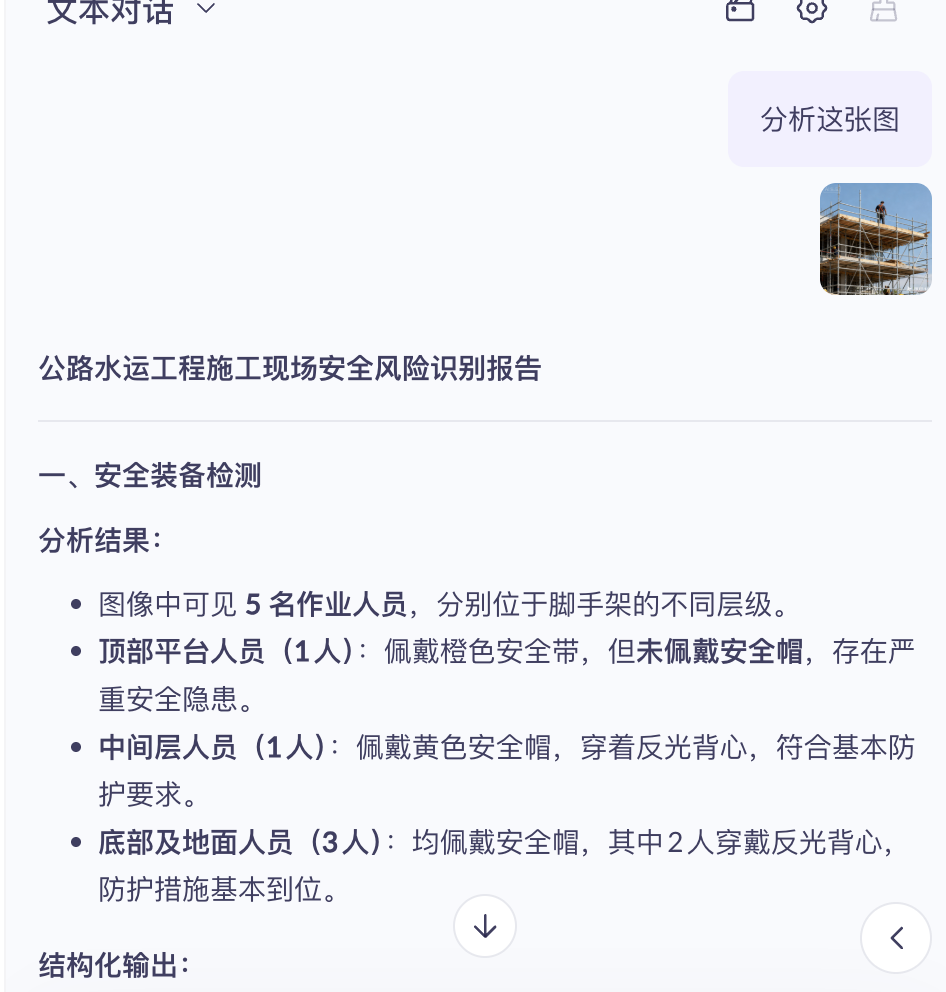 文本对话
分析这张图
公路水运工程施工现场安全风险识别报告
一、安全装备检测
分析结果：
图像中可见 5 名作业人员，分别位于脚手架的不同层级。
顶部平台人员（1人）：佩戴橙色安全带，但未佩戴安全帽，存在严
重安全隐患。
中间层人员（1人）：佩戴黄色安全帽，穿着反光背心，符合基本防
护要求。
底部及地面人员（3人）：均佩戴安全帽，其中2人穿戴反光背心，
防护措施基本到位。
结构化输出：